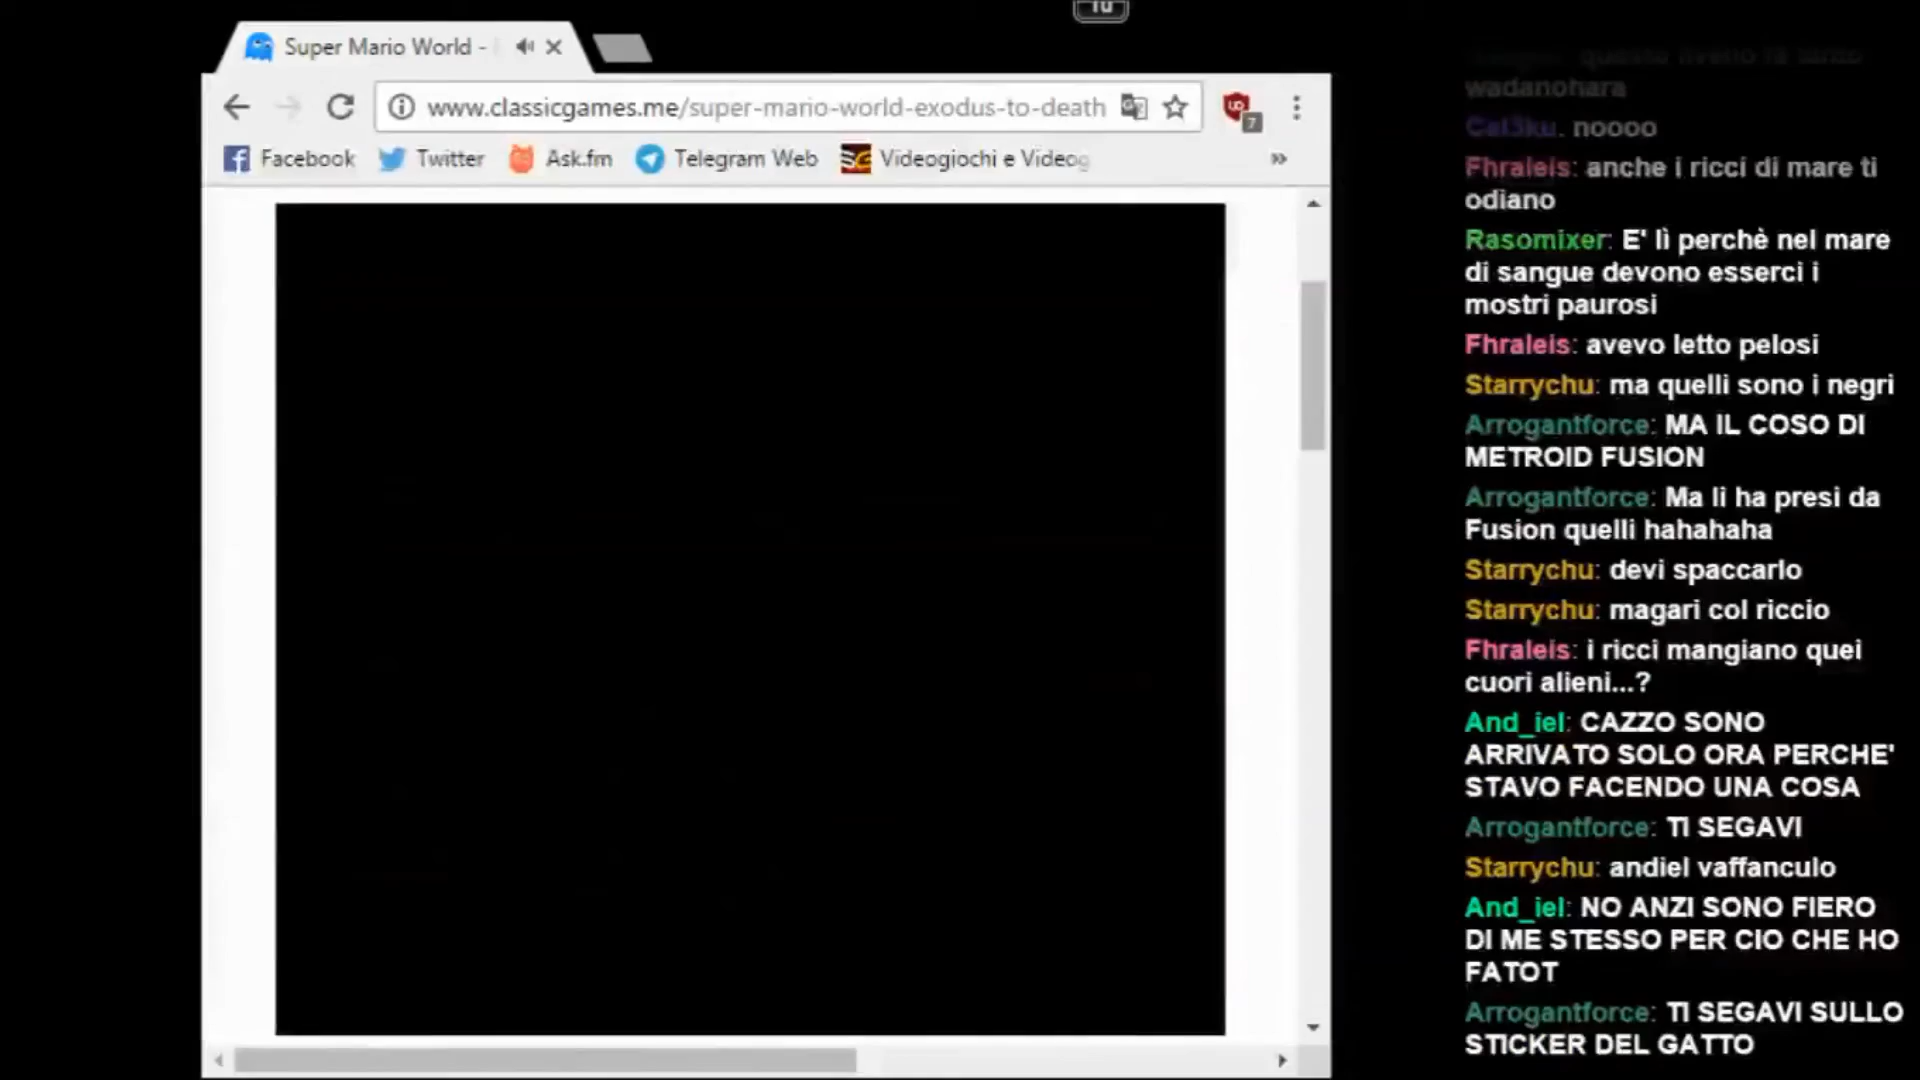 10
Super Mario World -
www.classicgames.me/super-mario-world-exodus-to-death
7
Facebook
Twitter
Ask.fm
Telegram Web
Videogiochi e Videog
wadanohara
Cal3ku. noooo
Fhraleis: anche i ricci di mare ti
odiano
Rasomixer: E' lì perchè nel mare
di sangue devono esserci i
mostri paurosi
Fhraleis: avevo letto pelosi
Starrychu: ma quelli sono i negri
Arrogantforce: MA IL COSO DI
METROID FUSION
Arrogantforce: Ma li ha presi da
Fusion quelli hahahaha
Starrychu: devi spaccarlo
Starrychu: magari col riccio
Fhraleis: i ricci mangiano quei
cuori alieni...?
And_iel: CAZZO SONO
ARRIVATO SOLO ORA PERCHE'
STAVO FACENDO UNA COSA
Arrogantforce: TI SEGAVI
Starrychu: andiel vaffanculo
And_iel: NO ANZI SONO FIERO
DI ME STESSO PER CIO CHE HO
FATOT
Arrogantforce: TI SEGAVI SULLO
STICKER DEL GATTO